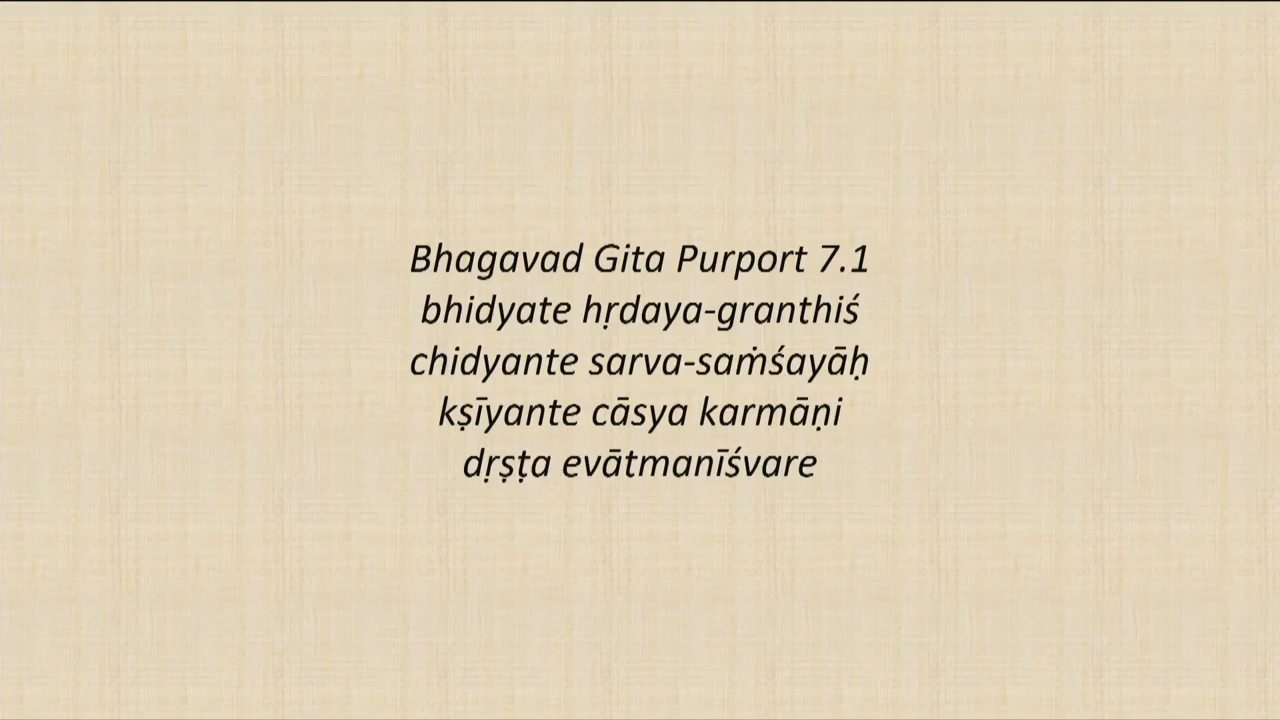 Bhagavad Gita Purport 7.1
bhidyate hṛdaya-granthiś
chidyante sarva-saṁśayāḥ
kṣīyante cāsya karmāṇi
dṛṣṭa evātmanīśvare